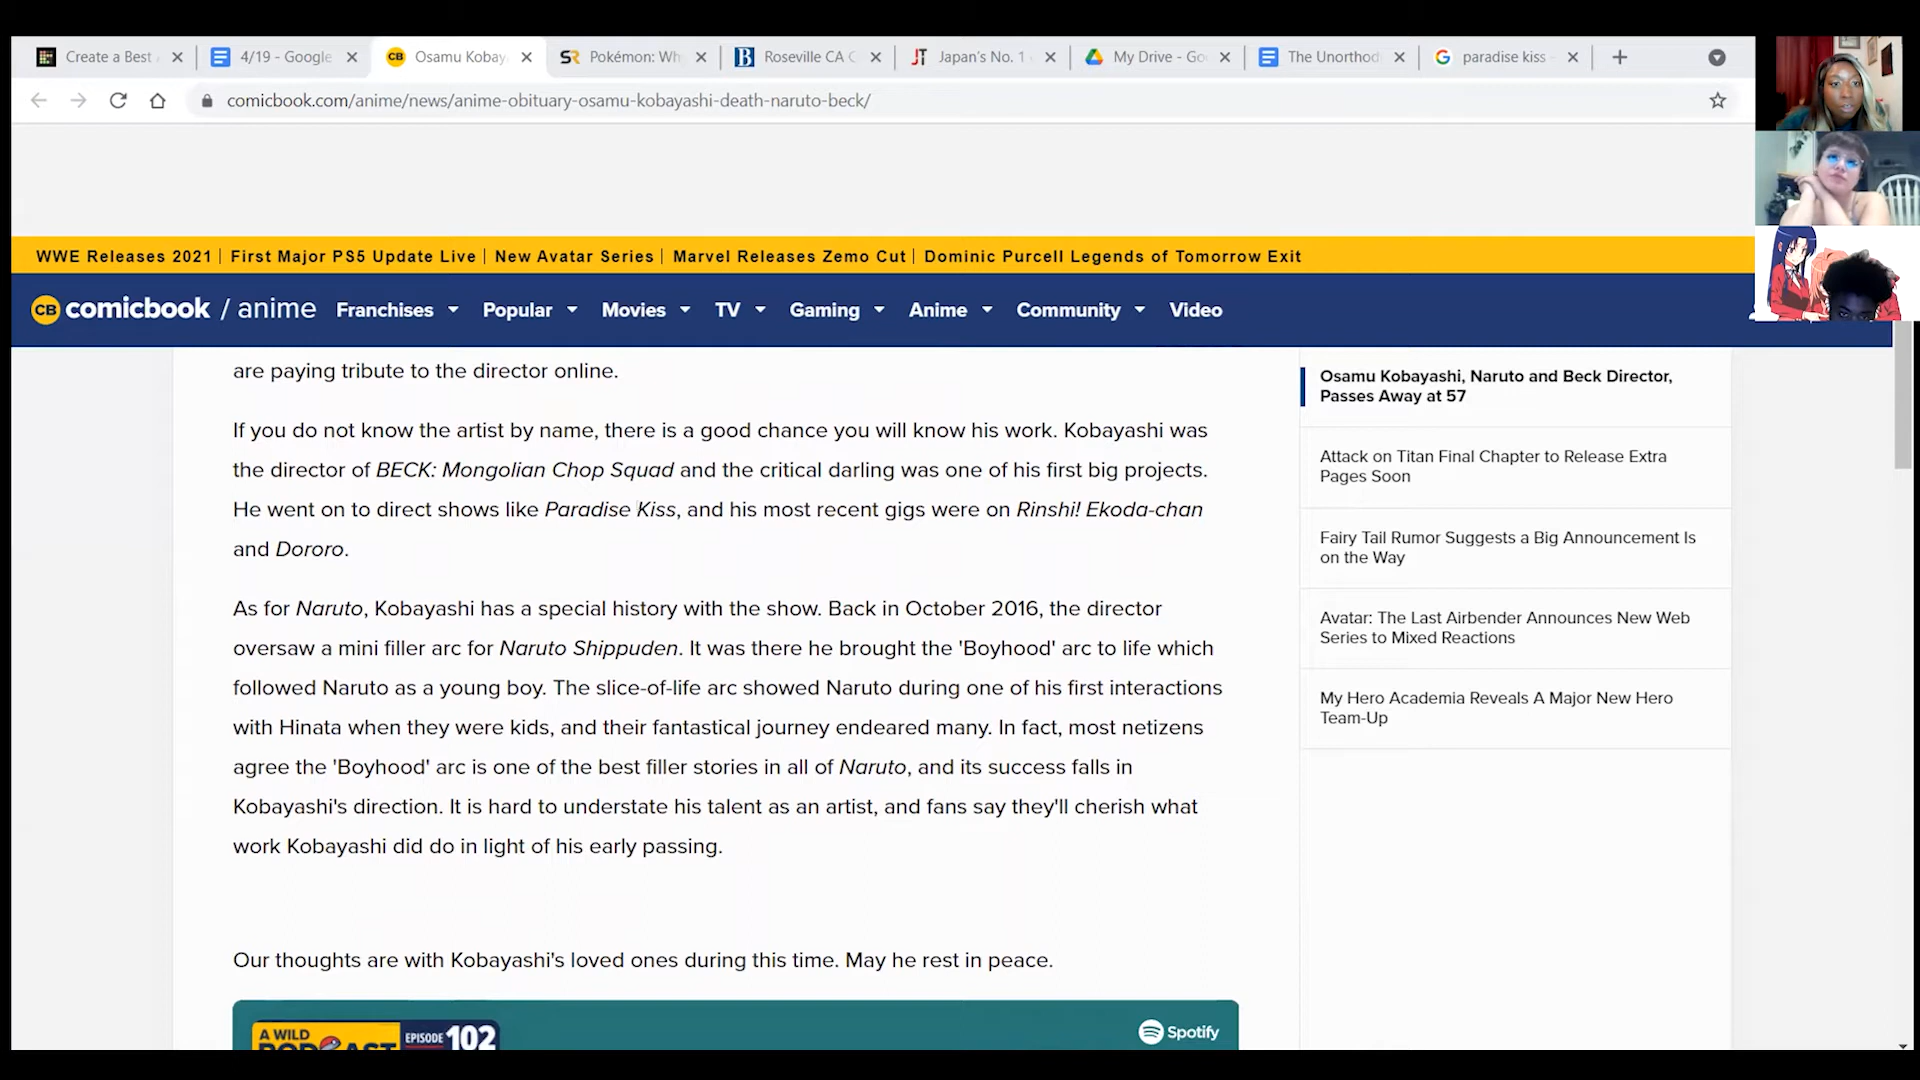 Create a Best
4/19 - Google
Osamu Kobay
Pokémon: Wh
Roseville CA C
Japan's No. 1
My Drive - Go
The Unorthod
paradise kiss -
comicbook.com/anime/news/anime-obituary-osamu-kobayashi-death-naruto-beck/
WWE Releases 2021 | First Major PS5 Update Live | New Avatar Series | Marvel Releases Zemo Cut | Dominic Purcell Legends of Tomorrow Exit
CB comicbook / anime Franchises Popular Movies TV Gaming Anime Community Video
are paying tribute to the director online.
If you do not know the artist by name, there is a good chance you will know his work. Kobayashi was
the director of BECK: Mongolian Chop Squad and the critical darling was one of his first big projects.
He went on to direct shows like Paradise Kiss, and his most recent gigs were on Rinshi! Ekoda-chan
and Dororo.
As for Naruto, Kobayashi has a special history with the show. Back in October 2016, the director
oversaw a mini filler arc for Naruto Shippuden. It was there he brought the 'Boyhood' arc to life which
followed Naruto as a young boy. The slice-of-life arc showed Naruto during one of his first interactions
with Hinata when they were kids, and their fantastical journey endeared many. In fact, most netizens
agree the 'Boyhood' arc is one of the best filler stories in all of Naruto, and its success falls in
Kobayashi's direction. It is hard to understate his talent as an artist, and fans say they'll cherish what
work Kobayashi did do in light of his early passing.
Our thoughts are with Kobayashi's loved ones during this time. May he rest in peace.
A WILD
PODCAST
EPISODE 102
Spotify
Osamu Kobayashi, Naruto and Beck Director,
Passes Away at 57
Attack on Titan Final Chapter to Release Extra
Pages Soon
Fairy Tail Rumor Suggests a Big Announcement Is
on the Way
Avatar: The Last Airbender Announces New Web
Series to Mixed Reactions
My Hero Academia Reveals A Major New Hero
Team-Up